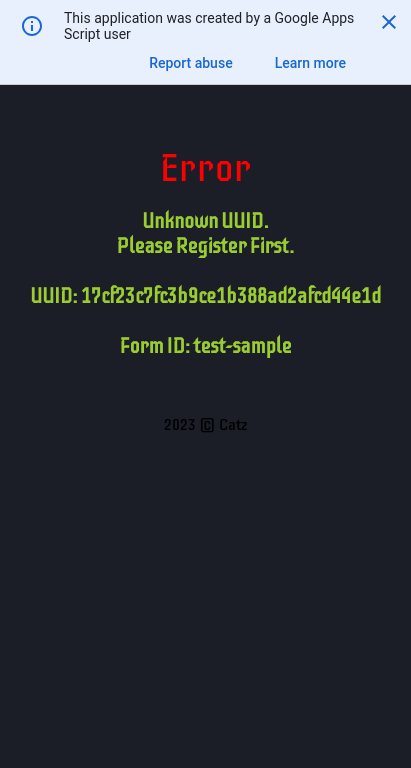 This application was created by a Google Apps
Script user
Report abuse
Learn more
Error
Unknown UUID.
Please Register First.
UUID: 17cf23c7fc3b9ce1b388ad2afcd44e1d
Form ID: test-sample
2023 © Catz